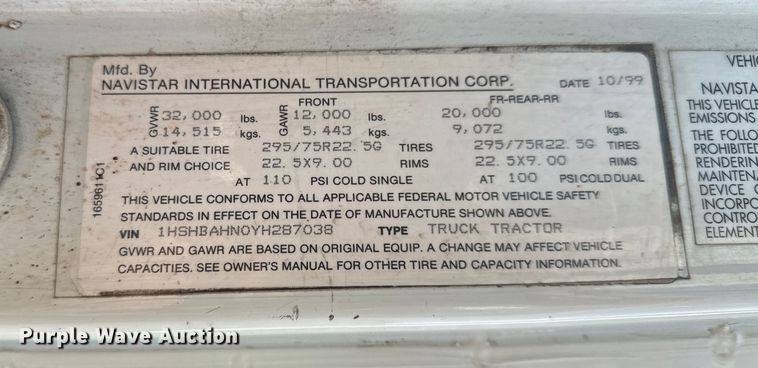 Mfd. By
NAVISTAR INTERNATIONAL TRANSPORTATION CORP. DATE 10/99
FRONT FR-REAR-RR
GVWR 32,000 lbs. GAWR 12,000 lbs. 20,000 lbs.
14,515 kgs. 5,443 kgs. 9,072 kgs.
A SUITABLE TIRE 295/75R22.5G TIRES 295/75R22.5G TIRES
AND RIM CHOICE 22.5X9.00 RIMS 22.5X9.00 RIMS
AT 110 PSI COLD SINGLE AT 100 PSI COLD DUAL
THIS VEHICLE CONFORMS TO ALL APPLICABLE FEDERAL MOTOR VEHICLE SAFETY
STANDARDS IN EFFECT ON THE DATE OF MANUFACTURE SHOWN ABOVE.
VIN 1HSHBAHN0YH287038 TYPE TRUCK TRACTOR
GVWR AND GAWR ARE BASED ON ORIGINAL EQUIP. A CHANGE MAY AFFECT VEHICLE
CAPACITIES. SEE OWNER'S MANUAL FOR OTHER TIRE AND CAPACITY INFORMATION.
1659611C1
VEHIC
NAVISTA
THIS VEHICLE
EMISSIONS
THE FOLLO
PROHIBITED
RENDERING
MAINTENA
DEVICE O
INCORPO
CONTRO
ELEMENT
Purple Wave Auction